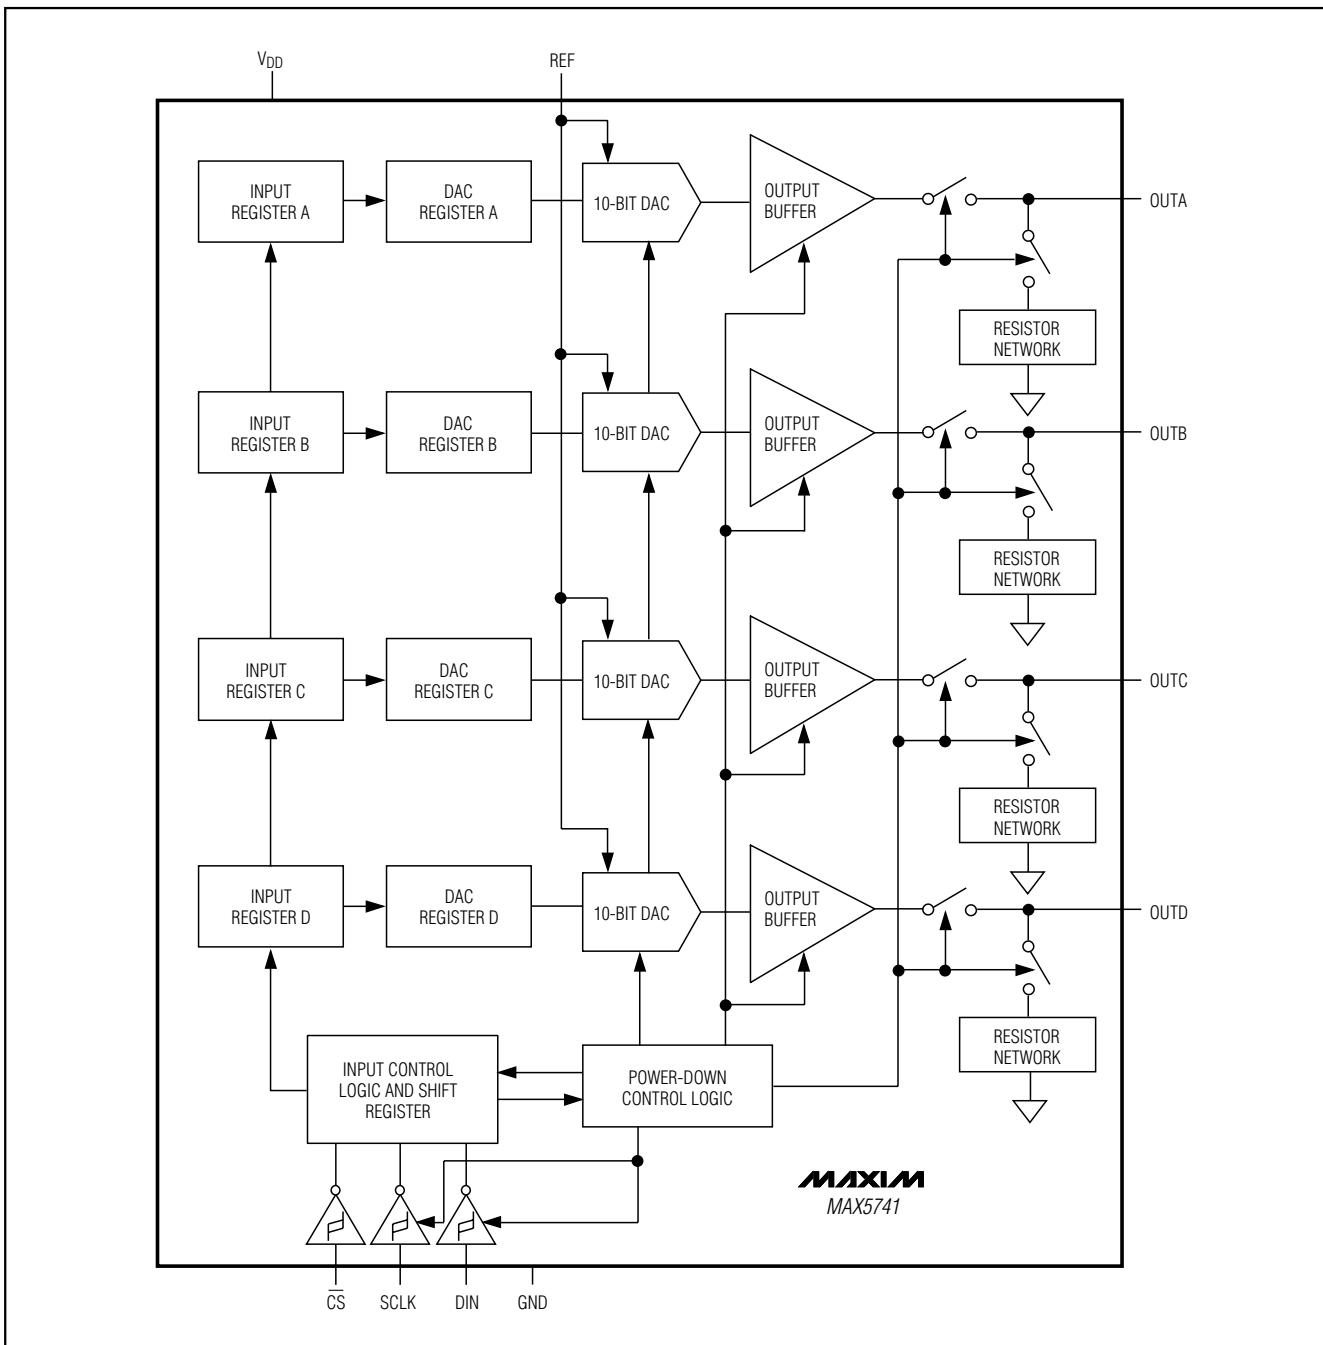 VDD
REF
INPUT
REGISTER A
DAC
REGISTER A
10-BIT DAC
OUTPUT
BUFFER
OUTA
RESISTOR
NETWORK
INPUT
REGISTER B
DAC
REGISTER B
10-BIT DAC
OUTPUT
BUFFER
OUTB
RESISTOR
NETWORK
INPUT
REGISTER C
DAC
REGISTER C
10-BIT DAC
OUTPUT
BUFFER
OUTC
RESISTOR
NETWORK
INPUT
REGISTER D
DAC
REGISTER D
10-BIT DAC
OUTPUT
BUFFER
OUTD
RESISTOR
NETWORK
INPUT CONTROL
LOGIC AND SHIFT
REGISTER
POWER-DOWN
CONTROL LOGIC
MAXIM
MAX5741
C̅S̅
SCLK
DIN
GND